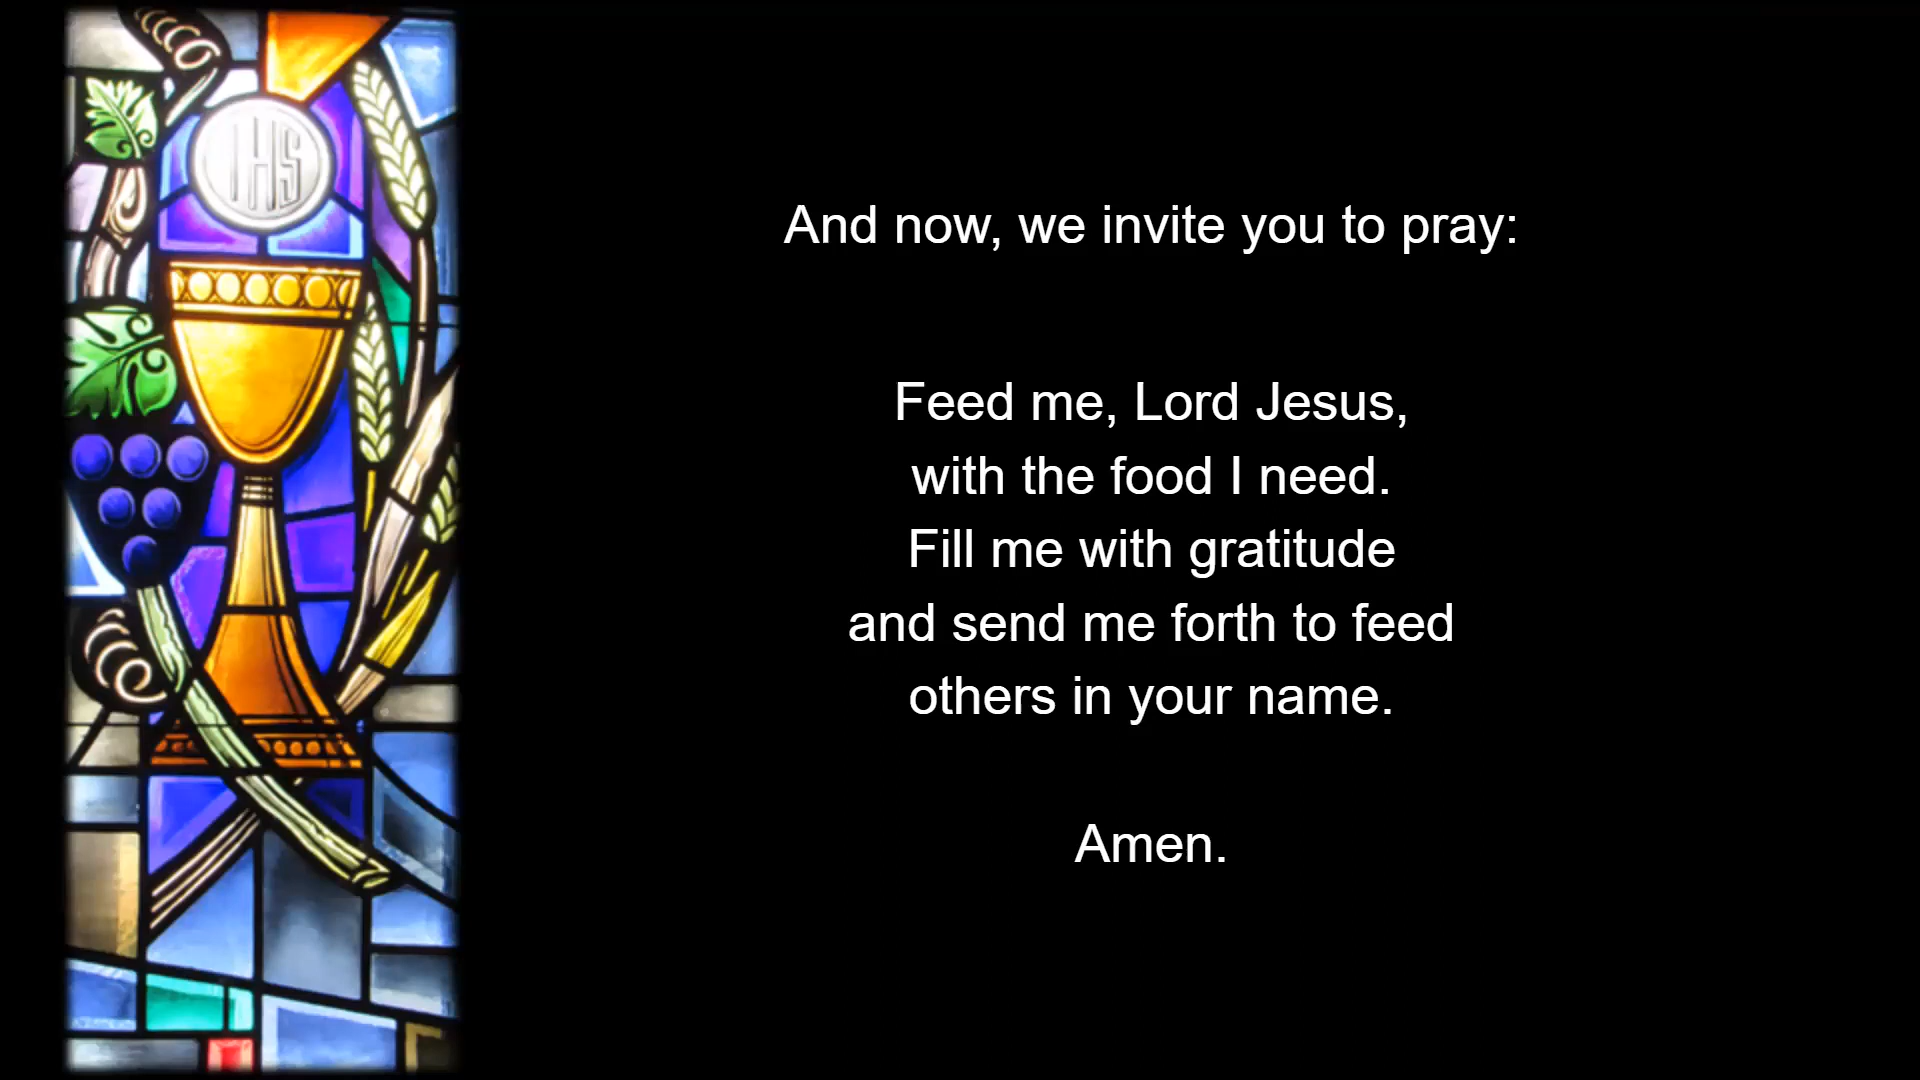 IHS
And now, we invite you to pray:
Feed me, Lord Jesus,
with the food I need.
Fill me with gratitude
and send me forth to feed
others in your name.
Amen.